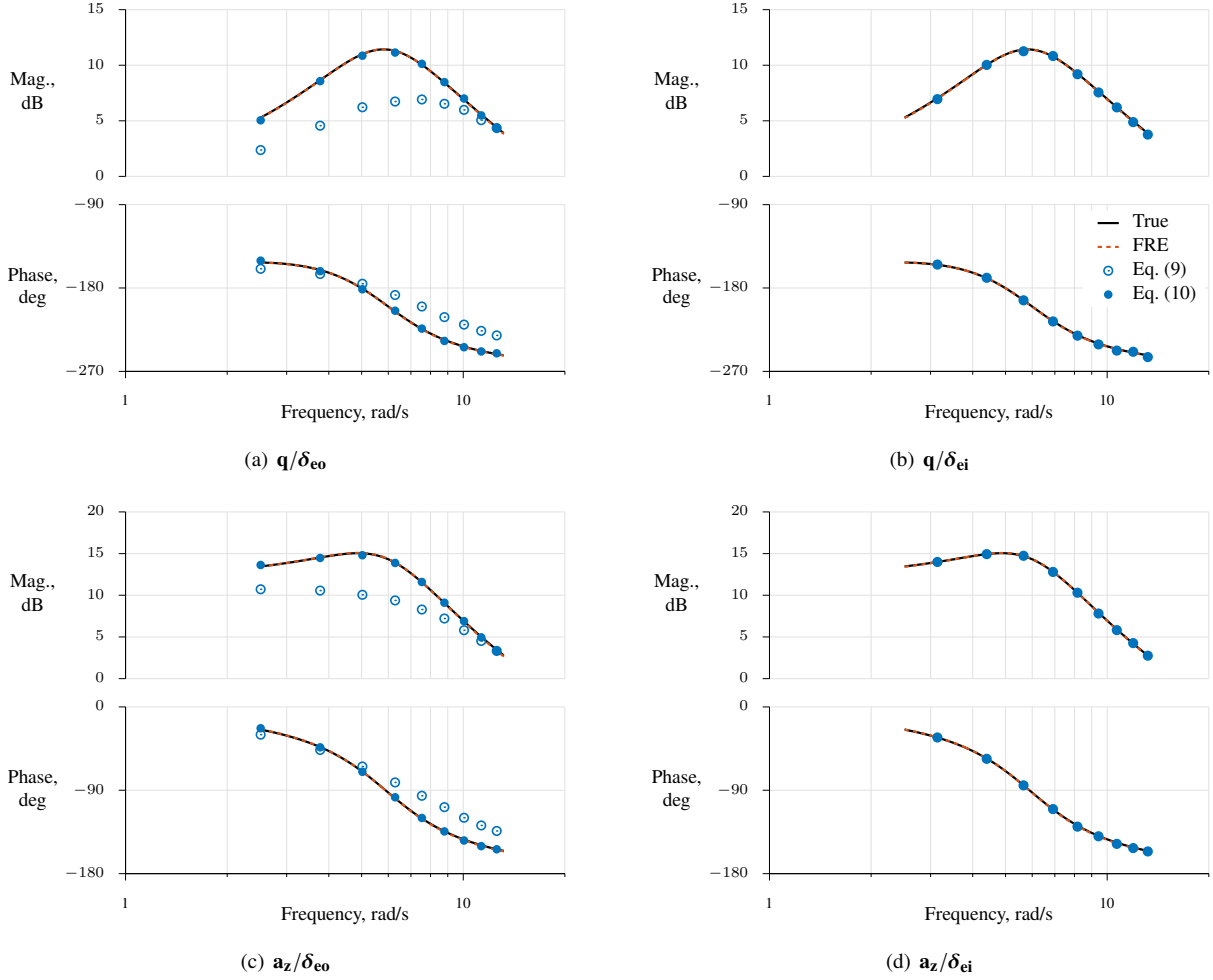 15
10
5
0
Mag.,
dB
−90
−180
−270
Phase,
deg
1
10
Frequency, rad/s
(a) q/δeo
15
10
5
0
Mag.,
dB
−90
−180
−270
Phase,
deg
True
FRE
Eq. (9)
Eq. (10)
1
10
Frequency, rad/s
(b) q/δei
20
15
10
5
0
Mag.,
dB
0
−90
−180
Phase,
deg
1
10
Frequency, rad/s
(c) az/δeo
20
15
10
5
0
Mag.,
dB
0
−90
−180
Phase,
deg
1
10
Frequency, rad/s
(d) az/δei